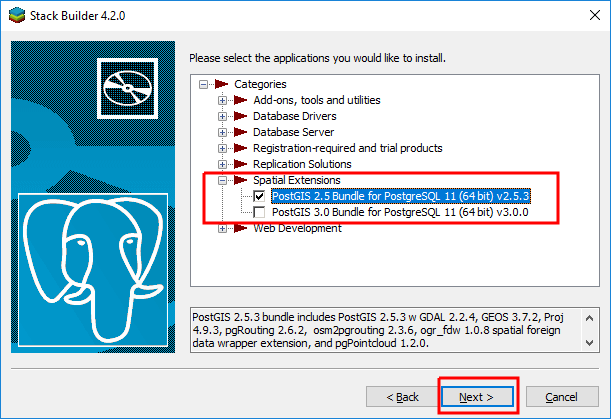 Stack Builder 4.2.0
Please select the applications you would like to install.
Categories
Add-ons, tools and utilities
Database Drivers
Database Server
Registration-required and trial products
Replication Solutions
Spatial Extensions
PostGIS 2.5 Bundle for PostgreSQL 11 (64 bit) v2.5.3
PostGIS 3.0 Bundle for PostgreSQL 11 (64 bit) v3.0.0
Web Development
PostGIS 2.5.3 bundle includes PostGIS 2.5.3 w GDAL 2.2.4, GEOS 3.7.2, Proj
4.9.3, pgRouting 2.6.2, osm2pgrouting 2.3.6, ogr_fdw 1.0.8 spatial foreign
data wrapper extension, and pgPointcloud 1.2.0.
< Back
Next >
Cancel